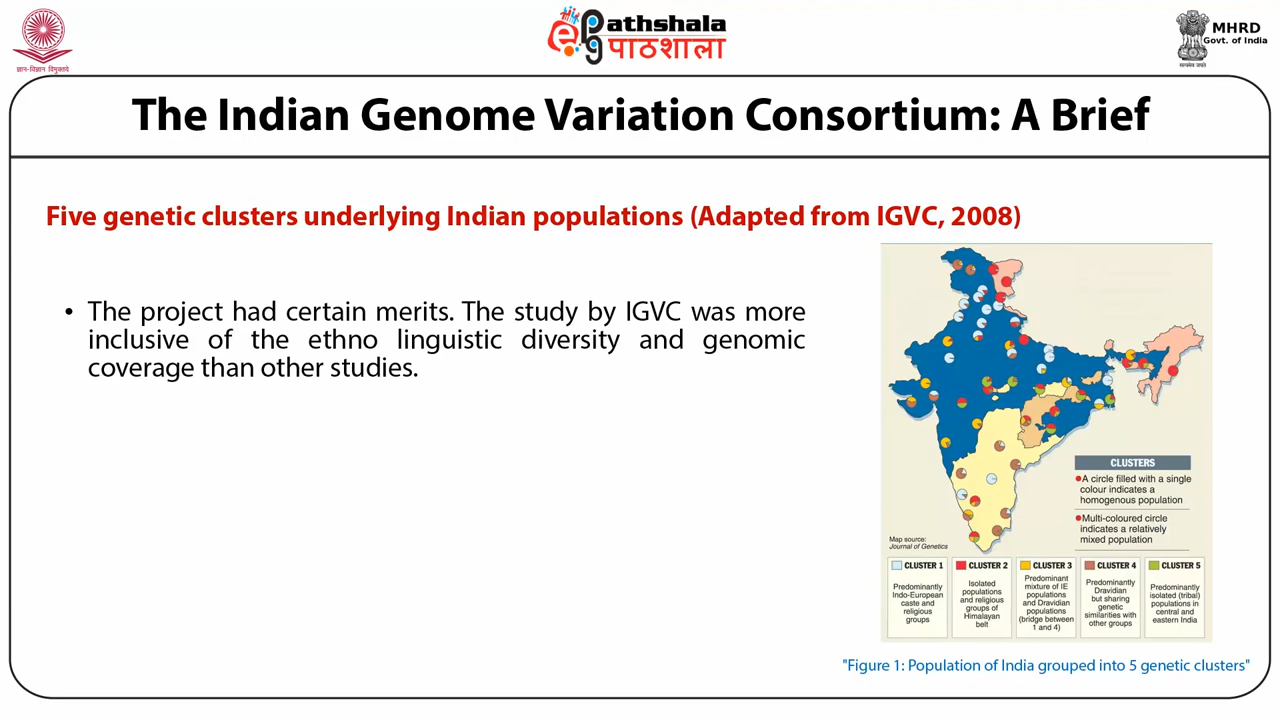 ज्ञान-विज्ञान विमुक्तये
epg
athshala
पाठशाला
सत्यमेव जयते
MHRD
Govt. of India
The Indian Genome Variation Consortium: A Brief
Five genetic clusters underlying Indian populations (Adapted from IGVC, 2008)
• The project had certain merits. The study by IGVC was more
inclusive of the ethno linguistic diversity and genomic
coverage than other studies.
CLUSTERS
A circle filled with a single
colour indicates a
homogenous population
Multi-coloured circle
indicates a relatively
mixed population
Map source:
Journal of Genetics
CLUSTER 1
Predominantly
Indo-European
caste and
religious
groups
CLUSTER 2
Isolated
populations
and religious
groups of
Himalayan
belt
CLUSTER 3
Predominant
mixture of IE
populations
and Dravidian
populations
(bridge between
1 and 4)
CLUSTER 4
Predominantly
Dravidian
but sharing
genetic
similarities with
other groups
CLUSTER 5
Predominantly
isolated (tribal)
populations in
central and
eastern India
"Figure 1: Population of India grouped into 5 genetic clusters"